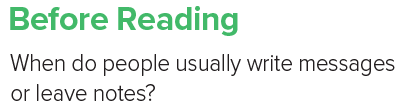 Before Reading
When do people usually write messages
or leave notes?